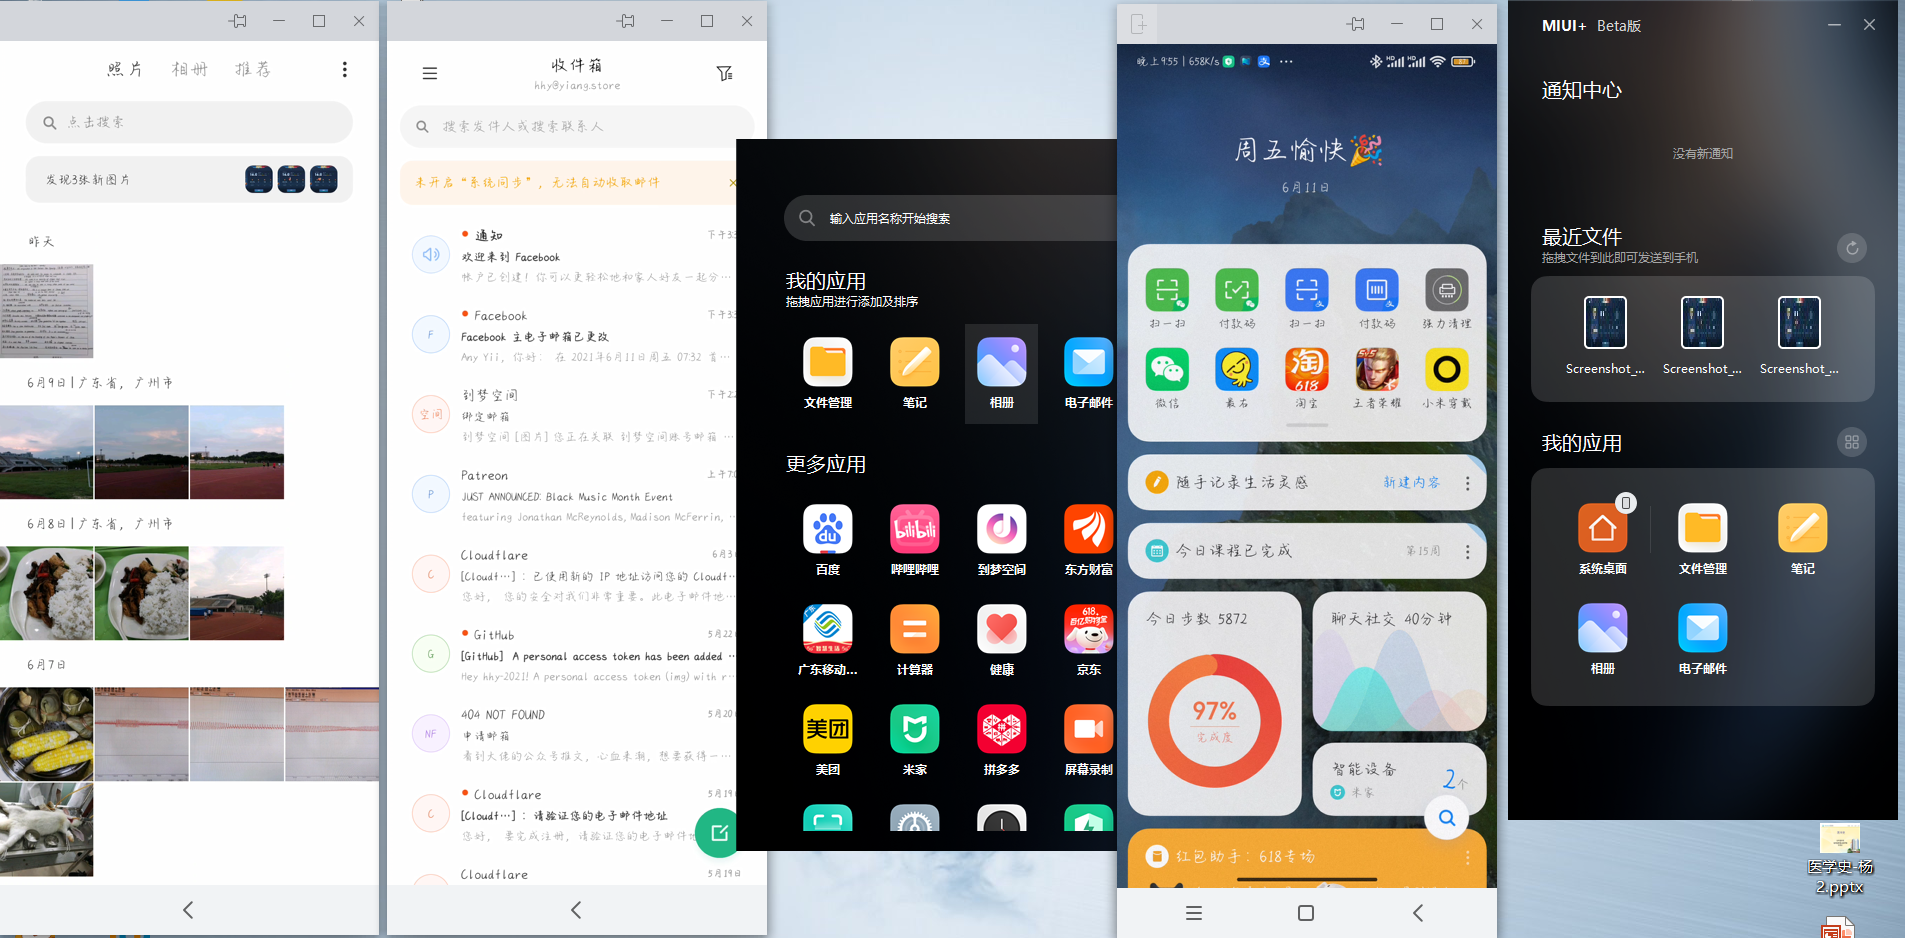 照片 相册 推荐
点击搜索
发现3张新图片
昨天
6月9日|广东省，广州市
6月8日|广东省，广州市
6月7日
收件箱
hhy@yiang.store
搜索发件人或搜索联系人
未开启“系统同步”，无法自动收取邮件
通知
下午3:3
欢迎来到 Facebook
帐户已创建！你可以更轻松地和家人好友一起分…
F
Facebook
下午3:3
Facebook 主电子邮箱已更改
Any Yii，你好： 在 2021年6月11日周五 07:32 首…
空间
到梦空间
下午2:2
绑定邮箱
到梦空间 [图片] 您正在关联 到梦空间账号邮箱 …
P
Patreon
上午7:0
JUST ANNOUNCED: Black Music Month Event
featuring Jonathan McReynolds, Madison McFerrin, …
C
Cloudflare
6月3
[Cloudf…]：已使用新的 IP 地址访问您的 Cloudf…
您好， 您的安全对我们非常重要。此电子邮件地…
G
GitHub
5月22
[GitHub] A personal access token has been added …
Hey hhy-2021! A personal access token (img) with r…
NF
404 NOT FOUND
5月20
申请邮箱
看到大佬的公众号推文，心血来潮，想要获得一…
C
Cloudflare
5月19
[Cloudf…]：请验证您的电子邮件地址
您好， 要完成注册，请验证您的电子邮件地
Cloudflare
5月19日
输入应用名称开始搜索
我的应用
拖拽应用进行添加及排序
文件管理 笔记 相册 电子邮件
更多应用
du bilibili
百度 哔哩哔哩 到梦空间 东方财富
广东移动... 计算器 健康 京东
美团
拼
美团 米家 拼多多 屏幕录制
晚上9:55 | 658K/s
周五愉快
6月11日
扫一扫 付款码 扫一扫 付款码 强力清理
淘
618
5V5
微信 最右 淘宝 王者荣耀 小米穿戴
随手记录生活灵感 新建内容
今日课程已完成 第15周
今日步数 5872
97%
完成度
聊天社交 40分钟
智能设备
米家
2个
红包助手：618专场
MIUI+ Beta版
通知中心
没有新通知
最近文件
拖拽文件到此即可发送到手机
Screenshot_... Screenshot_... Screenshot_...
我的应用
系统桌面 文件管理 笔记
相册 电子邮件
医学史-杨
2.pptx